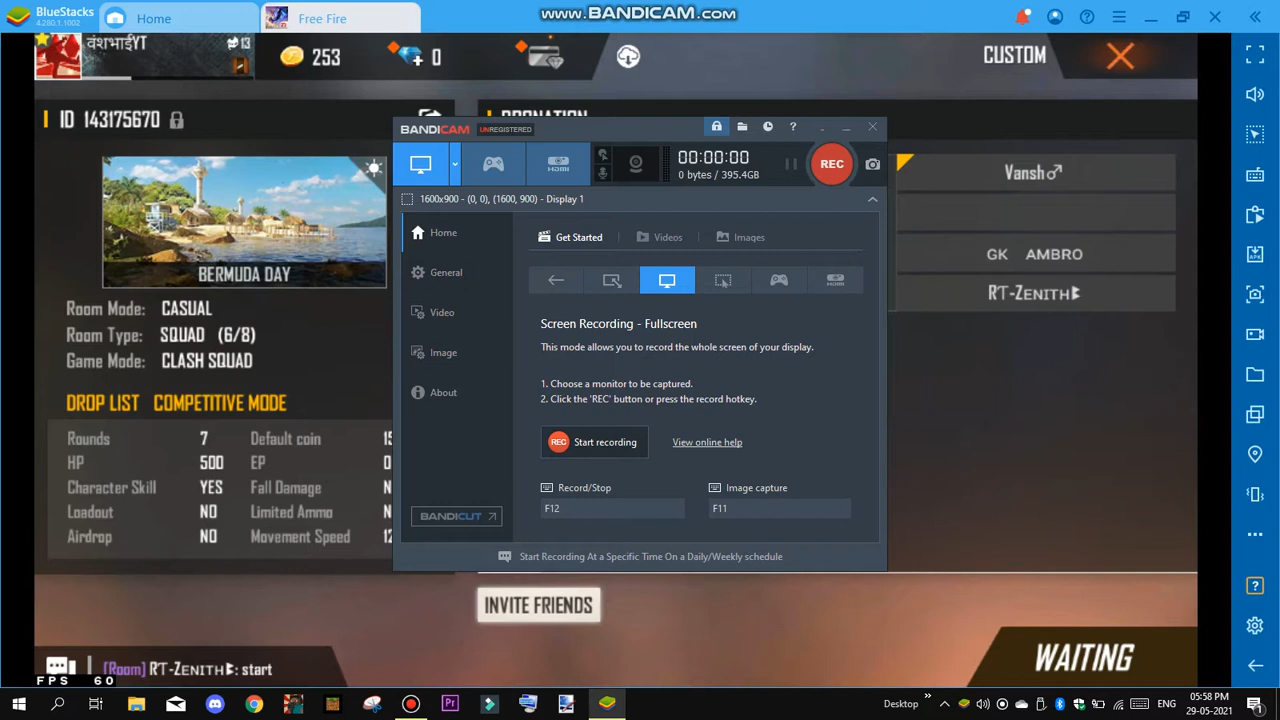 BlueStacks
4.280.1.1002
Home
Free Fire
www.BANDICAM.com
वंशभाईYT
13
253
0
CUSTOM
ID 143175670
BERMUDA DAY
Room Mode: CASUAL
Room Type: SQUAD (6/8)
Game Mode: CLASH SQUAD
DROP LIST COMPETITIVE MODE
Rounds 7 Default coin
HP 500 EP
Character Skill YES Fall Damage
Loadout NO Limited Ammo
Airdrop NO Movement Speed
BANDICAM UNREGISTERED
HDMI
00:00:00
0 bytes / 395.4GB
REC
1600x900 - (0, 0), (1600, 900) - Display 1
Home
General
Video
Image
About
BANDICUT
Get Started
Videos
Images
Screen Recording - Fullscreen
This mode allows you to record the whole screen of your display.
1. Choose a monitor to be captured.
2. Click the 'REC' button or press the record hotkey.
REC Start recording
View online help
Record/Stop
Image capture
F12
F11
Start Recording At a Specific Time On a Daily/Weekly schedule
Vansh♂
GK AMBRO
RT-ZENITH
INVITE FRIENDS
[Room] RT-ZENITH: start
WAITING
FPS 60
Desktop
ENG
05:58 PM
29-05-2021